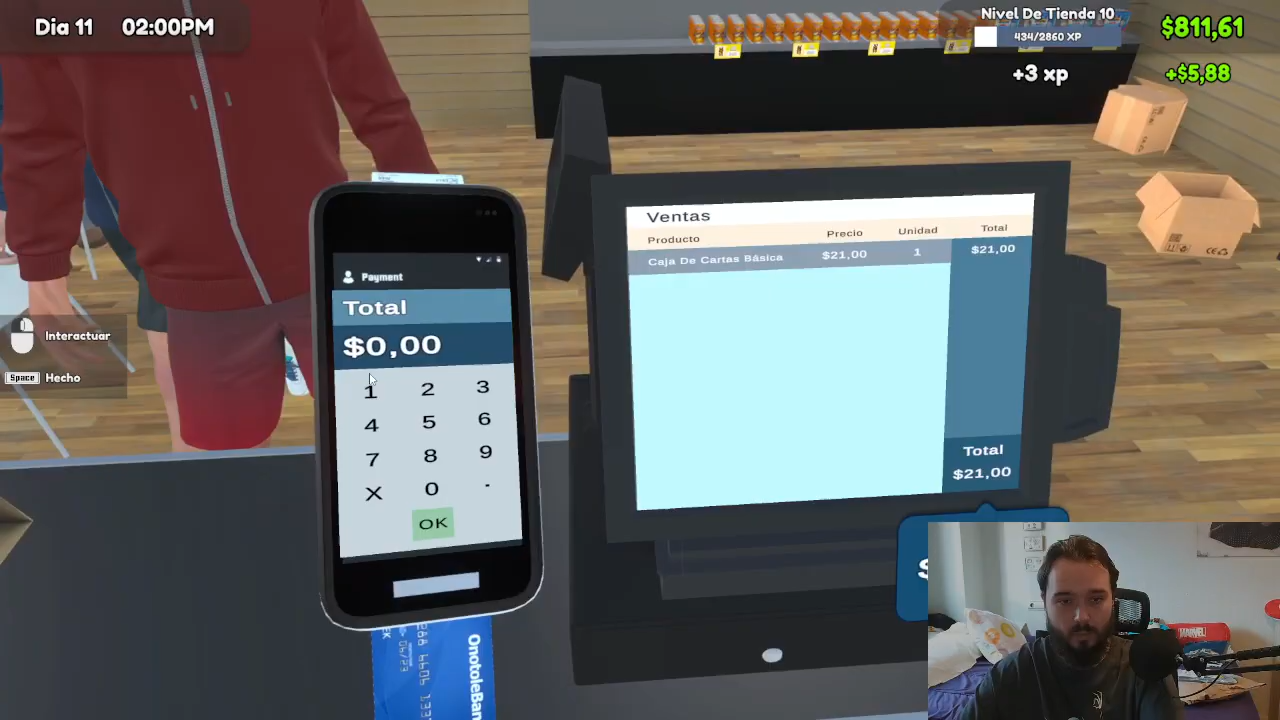 Dia 11 02:00PM
Nivel De Tienda 10
434/2860 XP
+3 xp
$811,61
+$5,88
Interactuar
Space Hecho
Payment
Total
$0,00
1 2 3
4 5 6
7 8 9
X 0 .
OK
Ventas
Producto Precio Unidad Total
Caja De Cartas Básica $21,00 1 $21,00
Total
$21,00
OnotoleBan
MARVEL